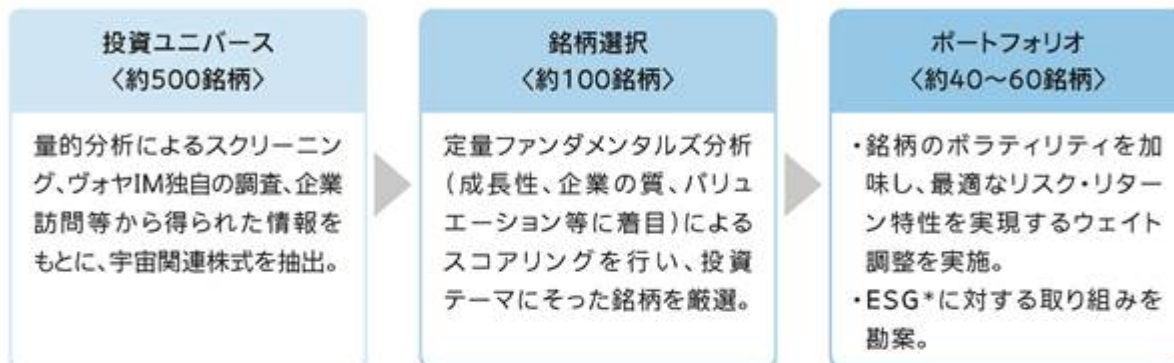 投資ユニバース
〈約500銘柄〉
量的分析によるスクリーニン
グ、ヴォヤIM独自の調査、企業
訪問等から得られた情報を
もとに、宇宙関連株式を抽出。
銘柄選択
〈約100銘柄〉
定量ファンダメンタルズ分析
(成長性、企業の質、バリュ
エーション等に着目)による
スコアリングを行い、投資
テーマにそった銘柄を厳選。
ポートフォリオ
〈約40～60銘柄〉
・銘柄のボラティリティを加
味し、最適なリスク・リター
ン特性を実現するウェイト
調整を実施。
・ESG*に対する取り組みを
勘案。